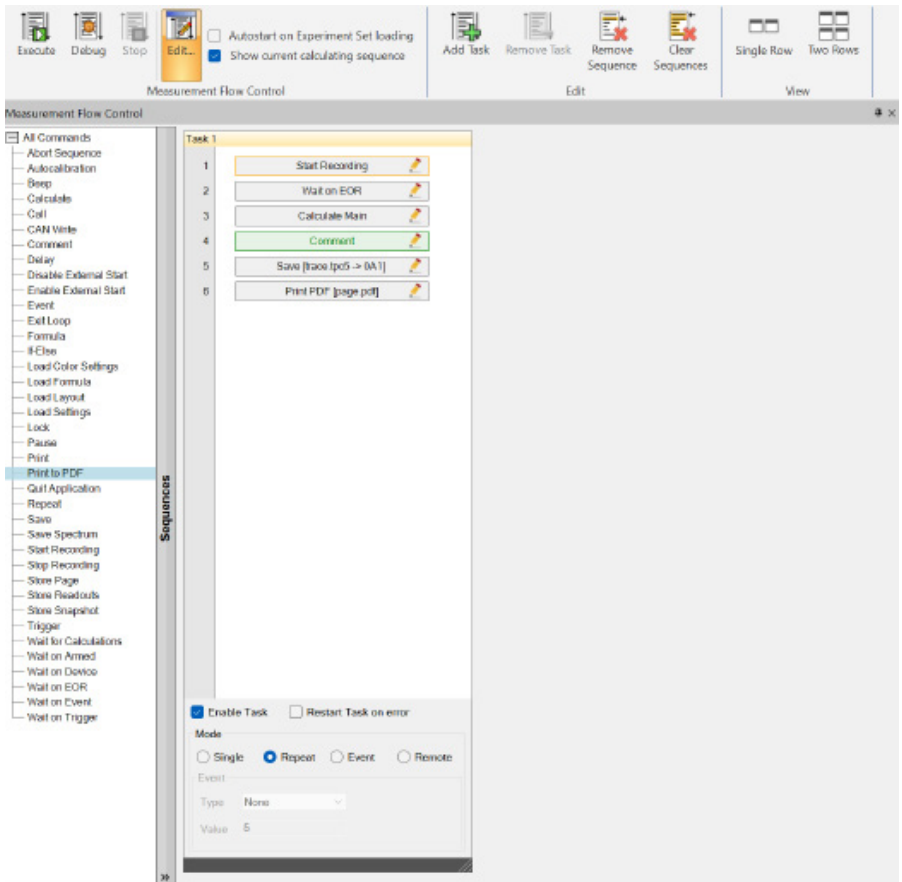 Execute Debug Stop Edit...
Autostart on Experiment Set loading
Show current calculating sequence
Add Task Remove Task Remove Sequence Clear Sequences
Single Row Two Rows
Measurement Flow Control Edit View
Measurement Flow Control
All Commands
Abort Sequence
Autocalibration
Beep
Calculate
Call
CAN Write
Comment
Delay
Disable External Start
Enable External Start
Event
Exit Loop
Formula
If-Else
Load Color Settings
Load Formula
Load Layout
Load Settings
Lock
Pause
Print
Print to PDF
Quit Application
Repeat
Save
Save Spectrum
Start Recording
Stop Recording
Store Page
Store Readouts
Store Snapshot
Trigger
Wait for Calculations
Wait on Armed
Wait on Device
Wait on EOR
Wait on Event
Wait on Trigger
Sequences
Task 1
1 Start Recording
2 Wait on EOR
3 Calculate Main
4 Comment
5 Save [trace.tpc5 -> 0A1]
6 Print PDF [page.pdf]
Enable Task Restart Task on error
Mode
Single Repeat Event Remote
Event
Type None
Value 5